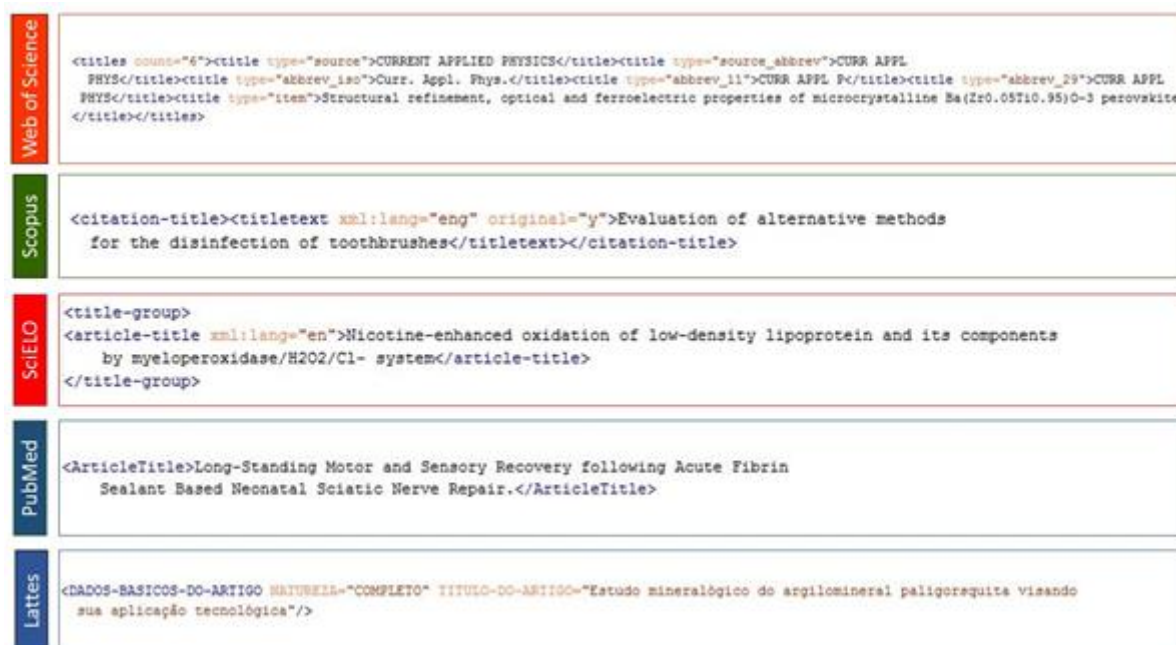 Web of Science
<titles count="6"><title type="source">CURRENT APPLIED PHYSICS</title><title type="source_abbrev">CURR APPL
PHYS</title><title type="abbrev_iso">Curr. Appl. Phys.</title><title type="abbrev_11">CURR APPL P</title><title type="abbrev_29">CURR APPL
PHYS</title><title type="item">Structural refinement, optical and ferroelectric properties of microcrystalline Ba(Zr0.05Ti0.95)O-3 perovskite
</title></titles>
Scopus
<citation-title><titletext xml:lang="eng" original="y">Evaluation of alternative methods
for the disinfection of toothbrushes</titletext></citation-title>
SciELO
<title-group>
<article-title xml:lang="en">Nicotine-enhanced oxidation of low-density lipoprotein and its components
by myeloperoxidase/H2O2/Cl- system</article-title>
</title-group>
PubMed
<ArticleTitle>Long-Standing Motor and Sensory Recovery following Acute Fibrin
Sealant Based Neonatal Sciatic Nerve Repair.</ArticleTitle>
Lattes
<DADOS-BASICOS-DO-ARTIGO NATUREZA="COMPLETO" TITULO-DO-ARTIGO="Estudo mineralógico do argilomineral paligorsquita visando
sua aplicação tecnológica"/>